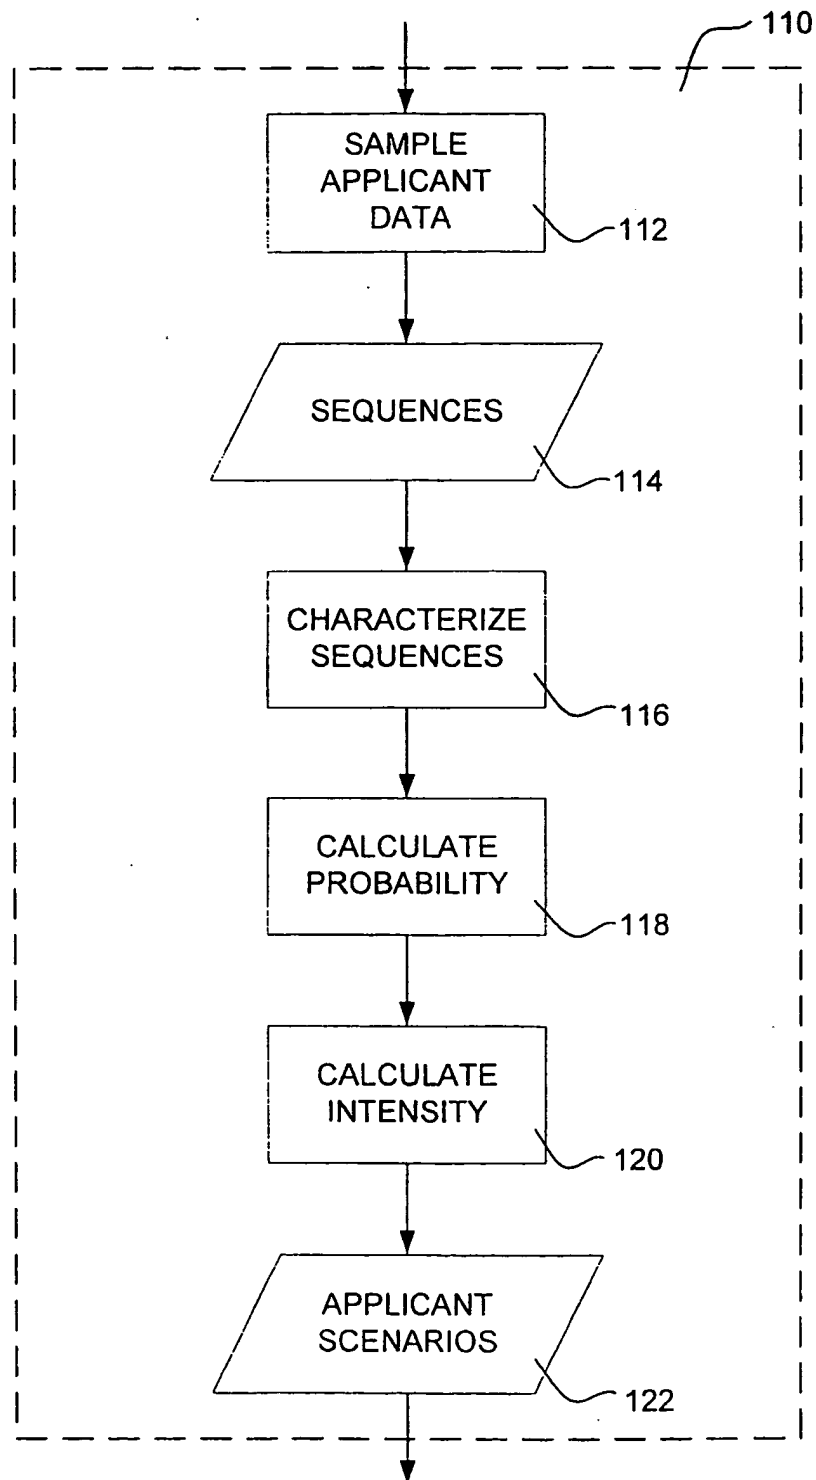 110
SAMPLE
APPLICANT
DATA
112
SEQUENCES
114
CHARACTERIZE
SEQUENCES
116
CALCULATE
PROBABILITY
118
CALCULATE
INTENSITY
120
APPLICANT
SCENARIOS
122